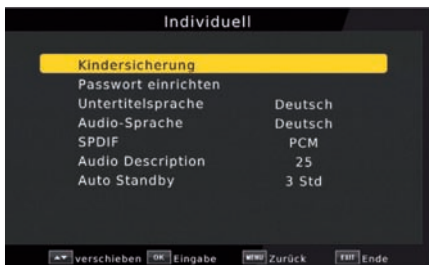 Individuell
Kindersicherung
Passwort einrichten
Untertitelsprache Deutsch
Audio-Sprache Deutsch
SPDIF PCM
Audio Description 25
Auto Standby 3 Std
▲▼ verschieben OK Eingabe MENU Zurück EXIT Ende